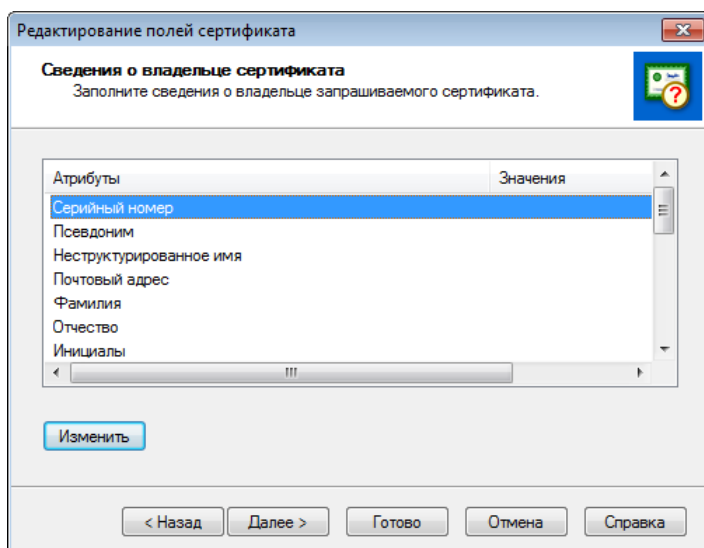 Редактирование полей сертификата
Сведения о владельце сертификата
Заполните сведения о владельце запрашиваемого сертификата.
Атрибуты Значения
Серийный номер
Псевдоним
Неструктурированное имя
Почтовый адрес
Фамилия
Отчество
Инициалы
Изменить
< Назад Далее > Готово Отмена Справка